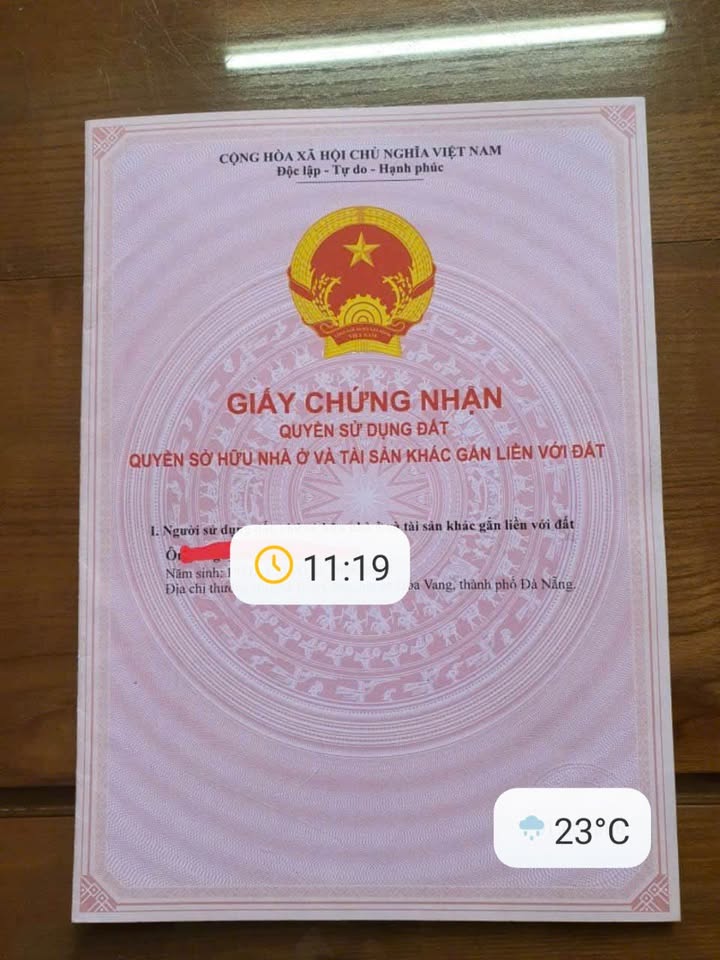 CỘNG HÒA XÃ HỘI CHỦ NGHĨA VIỆT NAM
Độc lập - Tự do - Hạnh phúc
VIỆT NAM
GIẤY CHỨNG NHẬN
QUYỀN SỬ DỤNG ĐẤT
QUYỀN SỞ HỮU NHÀ Ở VÀ TÀI SẢN KHÁC GẮN LIỀN VỚI ĐẤT
I. Người sử tài sản khác gắn liền với đất
11:19
Năm sinh:
Địa chỉ Vang, thành phố Đà Nẵng.
23°C